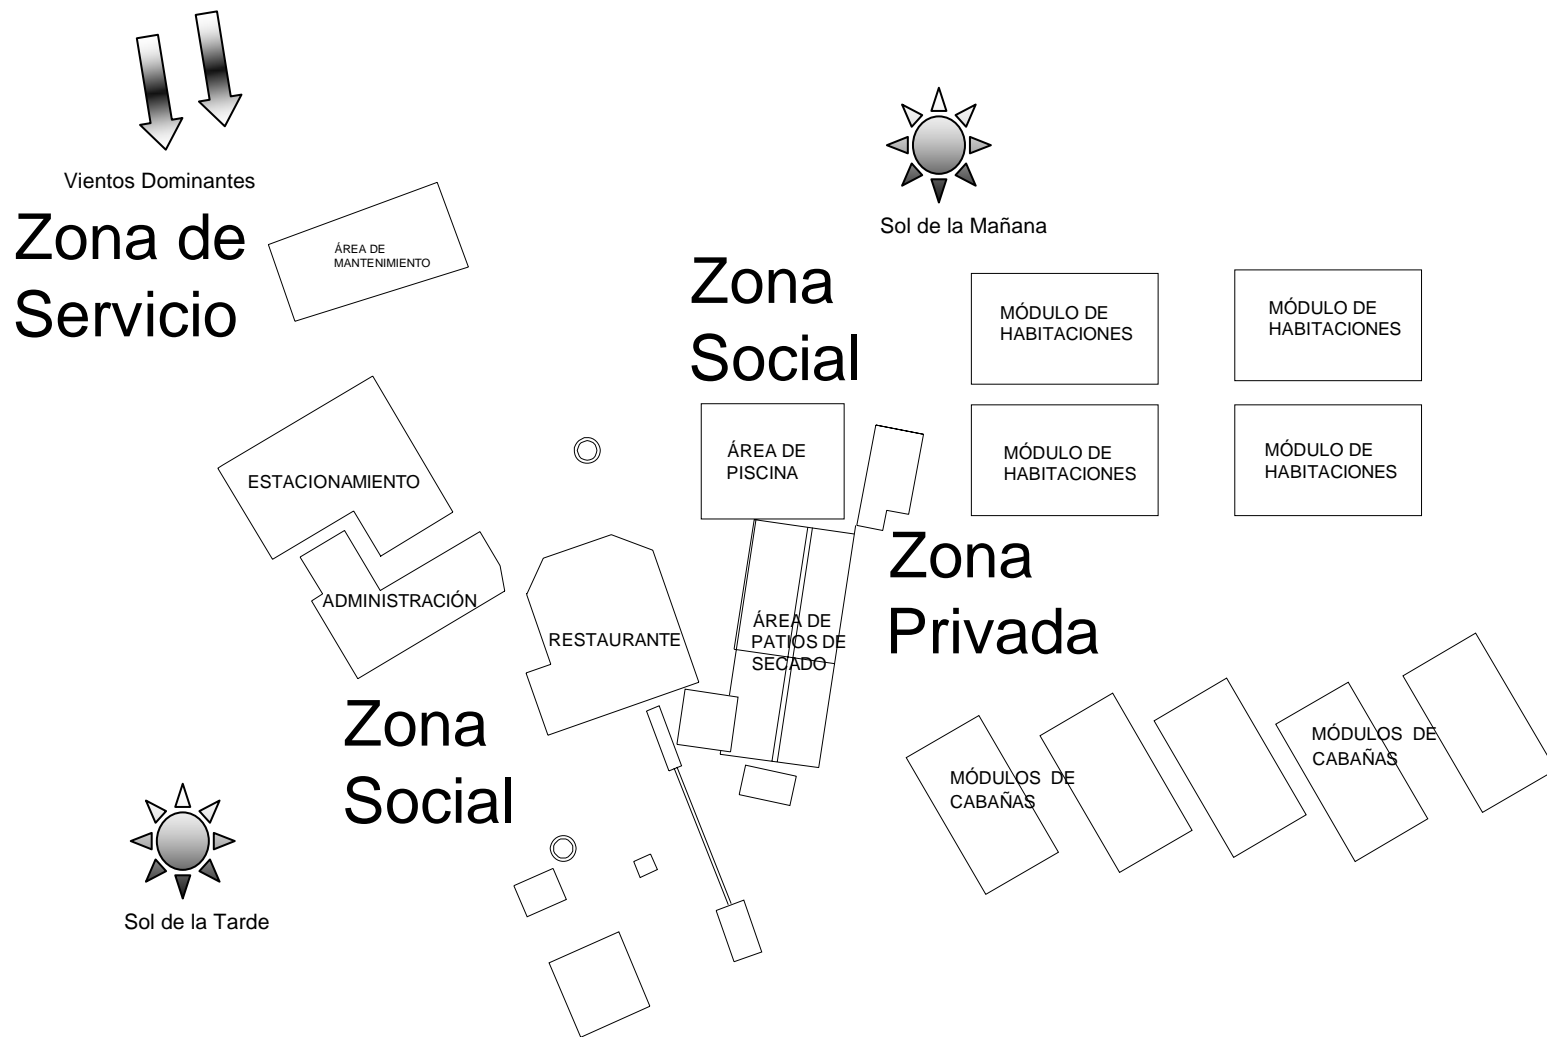 Vientos Dominantes
Zona de
Servicio
ÁREA DE
MANTENIMIENTO
Sol de la Mañana
Zona
Social
MÓDULO DE
HABITACIONES
MÓDULO DE
HABITACIONES
ÁREA DE
PISCINA
MÓDULO DE
HABITACIONES
MÓDULO DE
HABITACIONES
ESTACIONAMIENTO
ADMINISTRACIÓN
RESTAURANTE
ÁREA DE
PATIOS DE
SECADO
Zona
Privada
Zona
Social
MÓDULOS DE
CABAÑAS
MÓDULOS DE
CABAÑAS
Sol de la Tarde